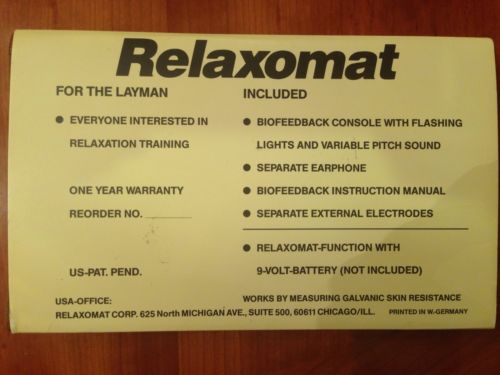 Relaxomat
FOR THE LAYMAN
● EVERYONE INTERESTED IN
RELAXATION TRAINING
ONE YEAR WARRANTY
REORDER NO. ________
US-PAT. PEND.
INCLUDED
● BIOFEEDBACK CONSOLE WITH FLASHING
LIGHTS AND VARIABLE PITCH SOUND
● SEPARATE EARPHONE
● BIOFEEDBACK INSTRUCTION MANUAL
● SEPARATE EXTERNAL ELECTRODES
● RELAXOMAT-FUNCTION WITH
9-VOLT-BATTERY (NOT INCLUDED)
USA-OFFICE: WORKS BY MEASURING GALVANIC SKIN RESISTANCE
RELAXOMAT CORP. 625 North MICHIGAN AVE., SUITE 500, 60611 CHICAGO/ILL. PRINTED IN W.-GERMANY